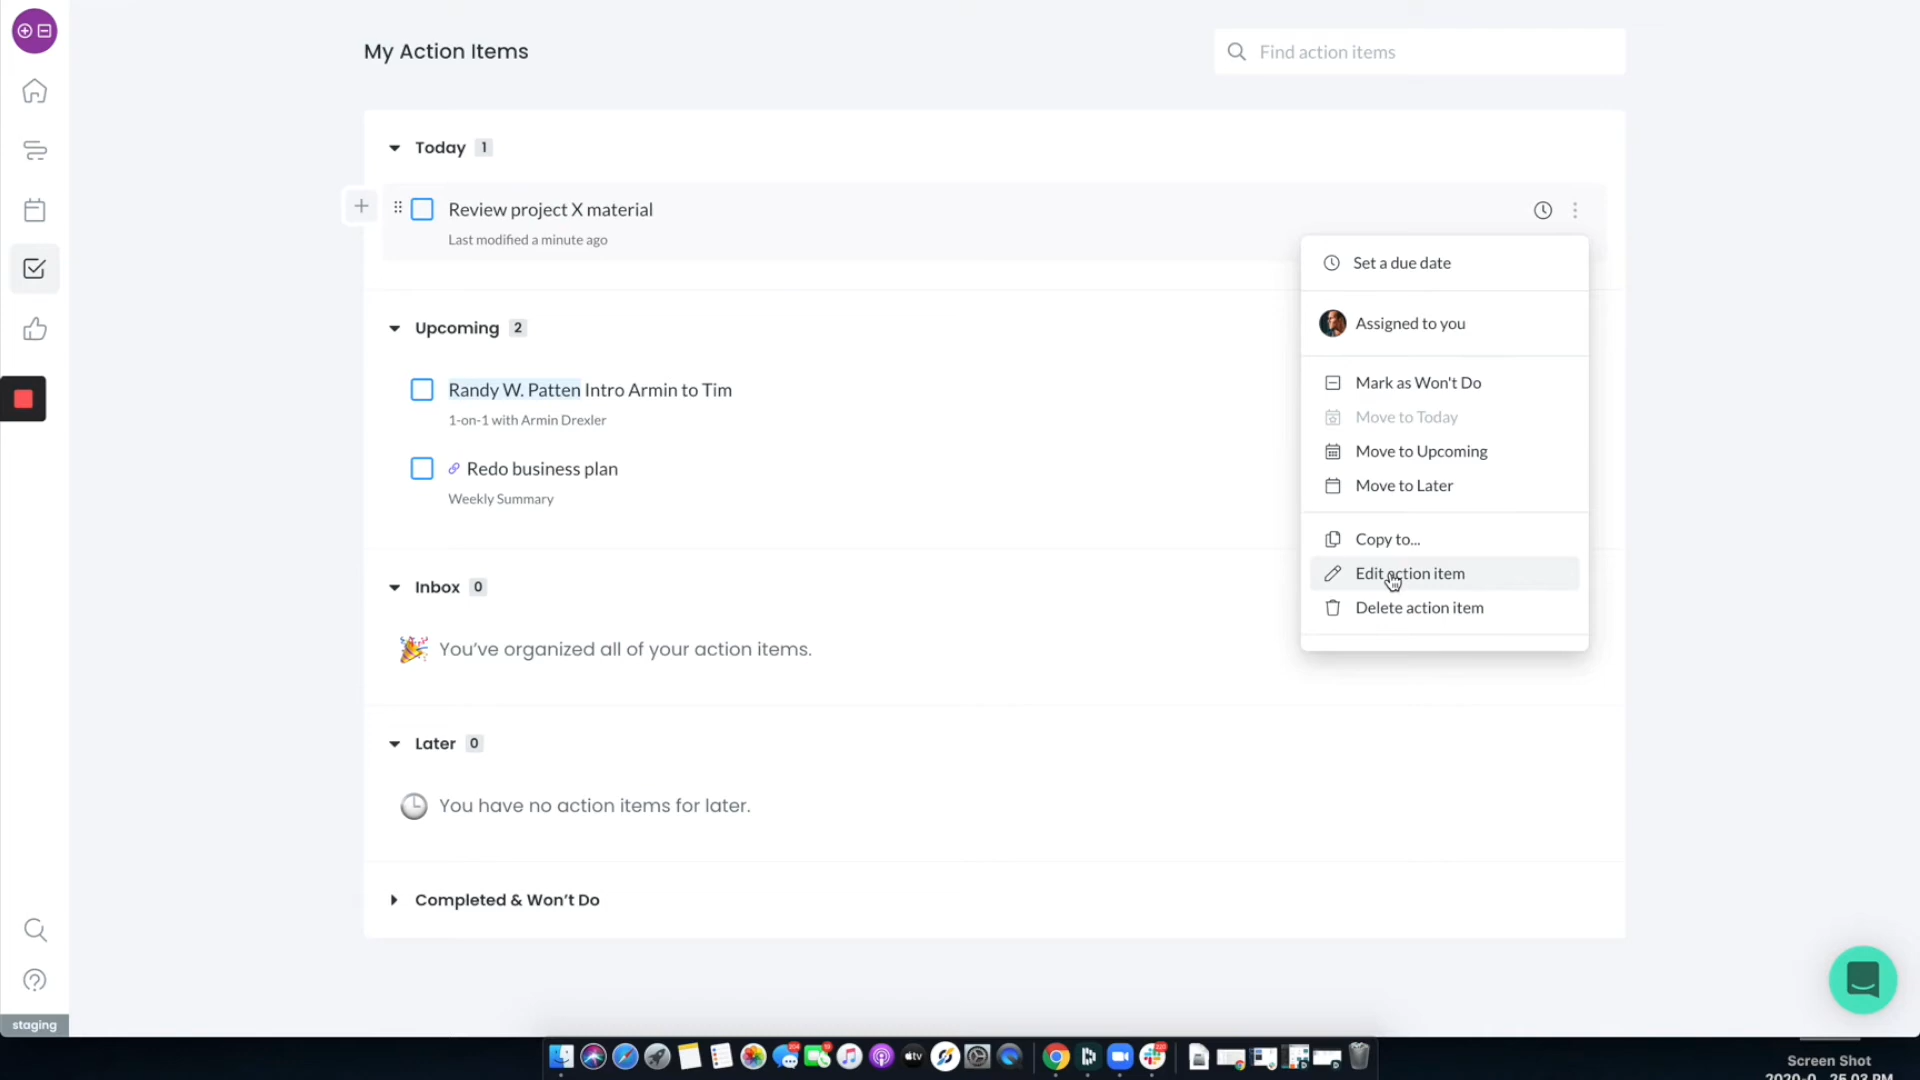 My Action Items
Find action items
Today 1
Review project X material
Last modified a minute ago
Set a due date
Assigned to you
Mark as Won't Do
Move to Today
Move to Upcoming
Move to Later
Copy to...
Edit action item
Delete action item
Upcoming 2
Randy W. Patten Intro Armin to Tim
1-on-1 with Armin Drexler
Redo business plan
Weekly Summary
Inbox 0
You've organized all of your action items.
Later 0
You have no action items for later.
Completed & Won't Do
staging
tv
Screen Shot